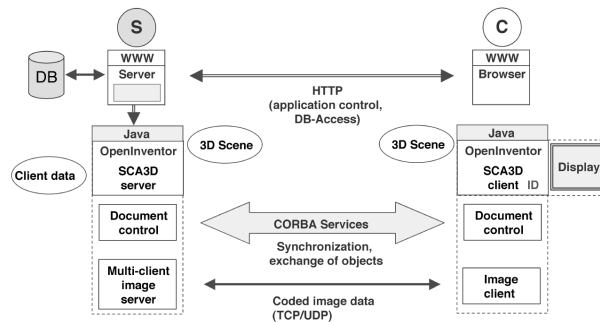 S
C
WWW
Server
DB
WWW
Browser
HTTP
(application control,
DB-Access)
Java
OpenInventor
SCA3D
server
3D Scene
Client data
3D Scene
Java
OpenInventor
SCA3D
client ID
Display
Document
control
CORBA Services
Synchronization,
exchange of objects
Document
control
Multi-client
image
server
Coded image data
(TCP/UDP)
Image
client